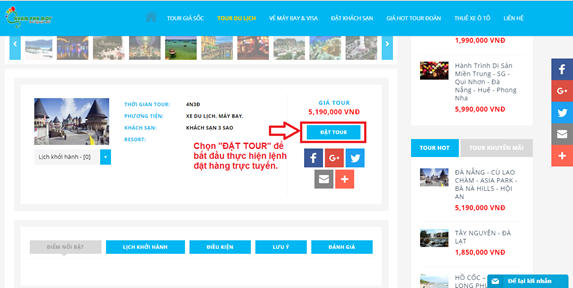 TOUR GIÁ SỐC
TOUR DU LỊCH
VÉ MÁY BAY & VISA
ĐẶT KHÁCH SẠN
GIÁ HOT TOUR ĐOÀN
THUÊ XE Ô TÔ
LIÊN HỆ
1,990,000 VNĐ
Hành Trình Di Sản
Miền Trung - SG -
Qui Nhơn - Đà
Nẵng - Huế - Phong
Nha
5,990,000 VNĐ
THỜI GIAN TOUR:
4N3Đ
PHƯƠNG TIỆN:
XE DU LỊCH, MÁY BAY.
KHÁCH SẠN:
KHÁCH SẠN 3 SAO
RESORT:
Lịch khởi hành - [0]
GIÁ TOUR
5,190,000 VNĐ
ĐẶT TOUR
Chọn "ĐẶT TOUR" để
bắt đầu thực hiện lệnh
đặt hàng trực tuyến.
TOUR HOT
TOUR KHUYẾN MÃI
ĐÀ NẴNG - CÙ LAO
CHÀM - ASIA PARK -
BÀ NÀ HILLS - HỘI
AN
5,190,000 VNĐ
TÂY NGUYÊN - ĐÀ
LẠT
1,850,000 VNĐ
HỒ CỐC –
ĐIỂM NỔI BẬT
LỊCH KHỞI HÀNH
ĐIỀU KIỆN
LƯU Ý
ĐÁNH GIÁ
Để lại lời nhắn